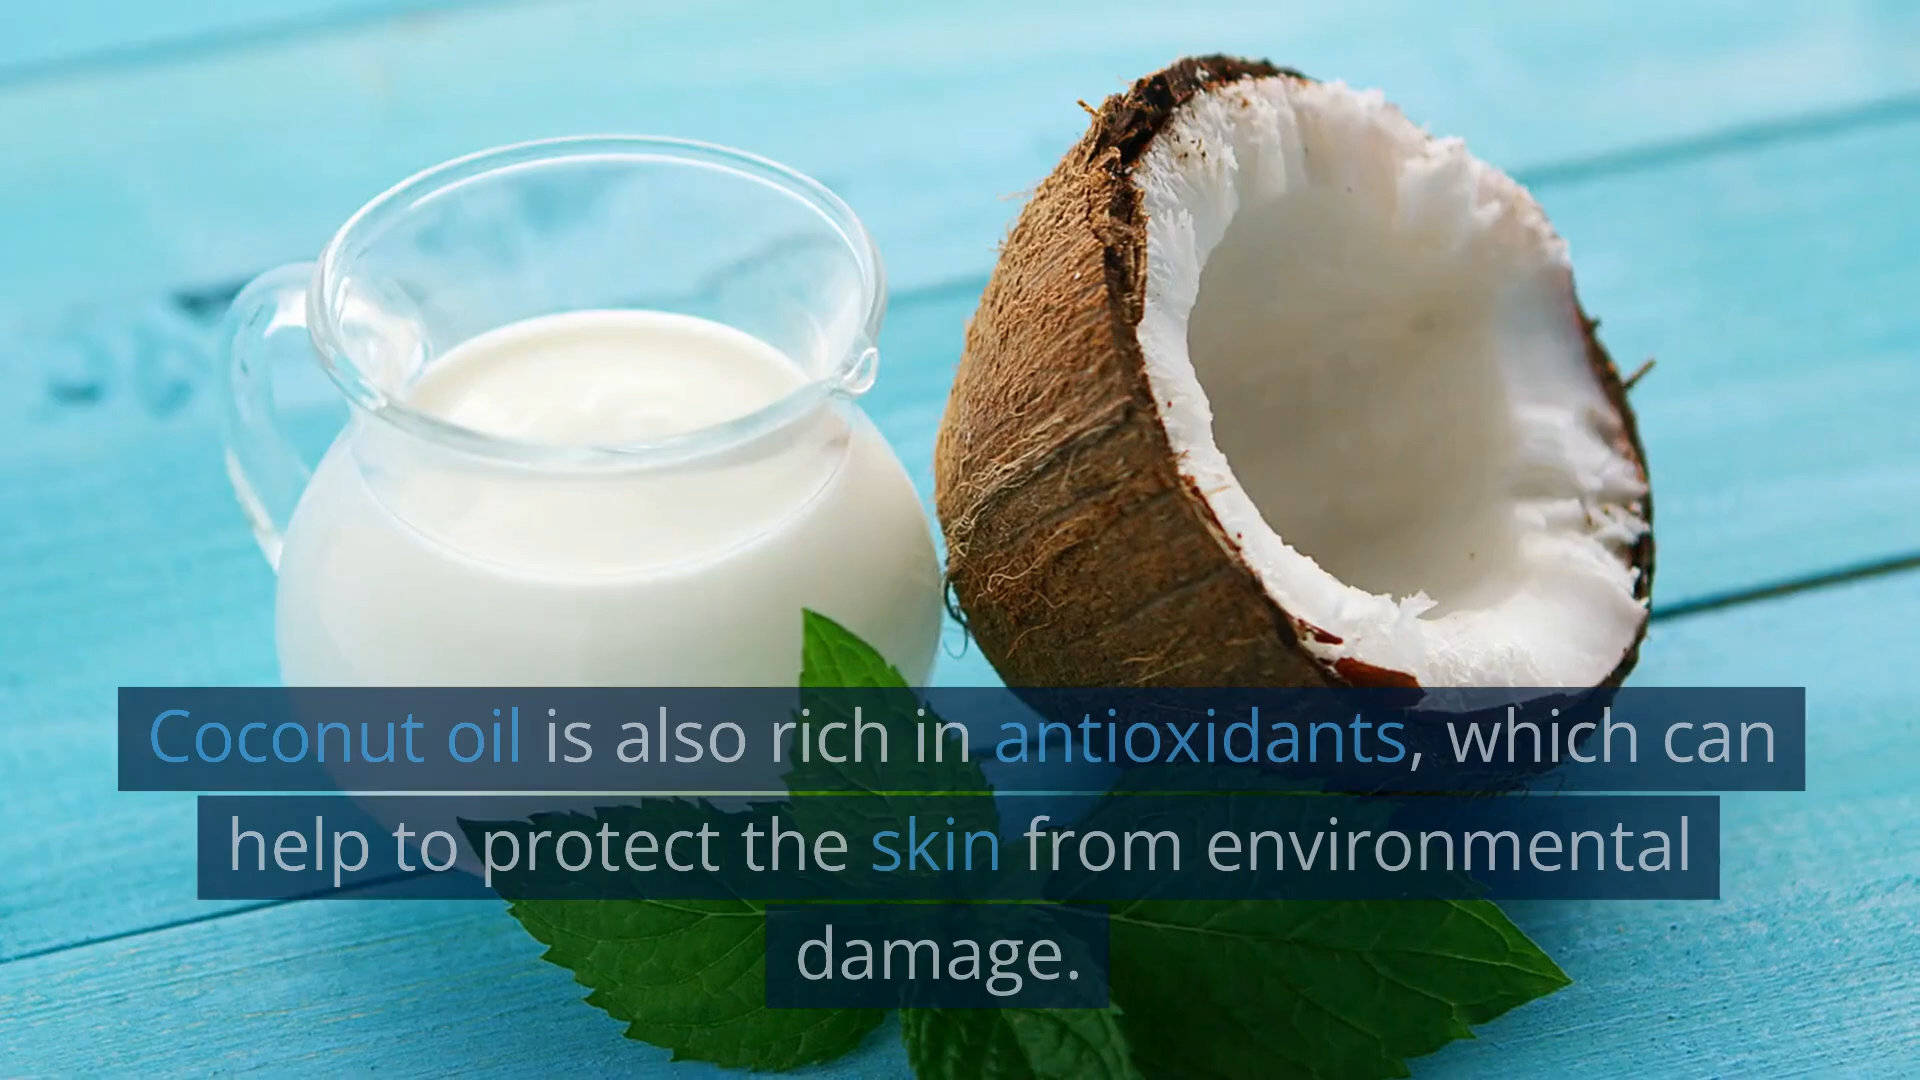 Coconut oil is also rich in antioxidants, which can
help to protect the skin from environmental
damage.